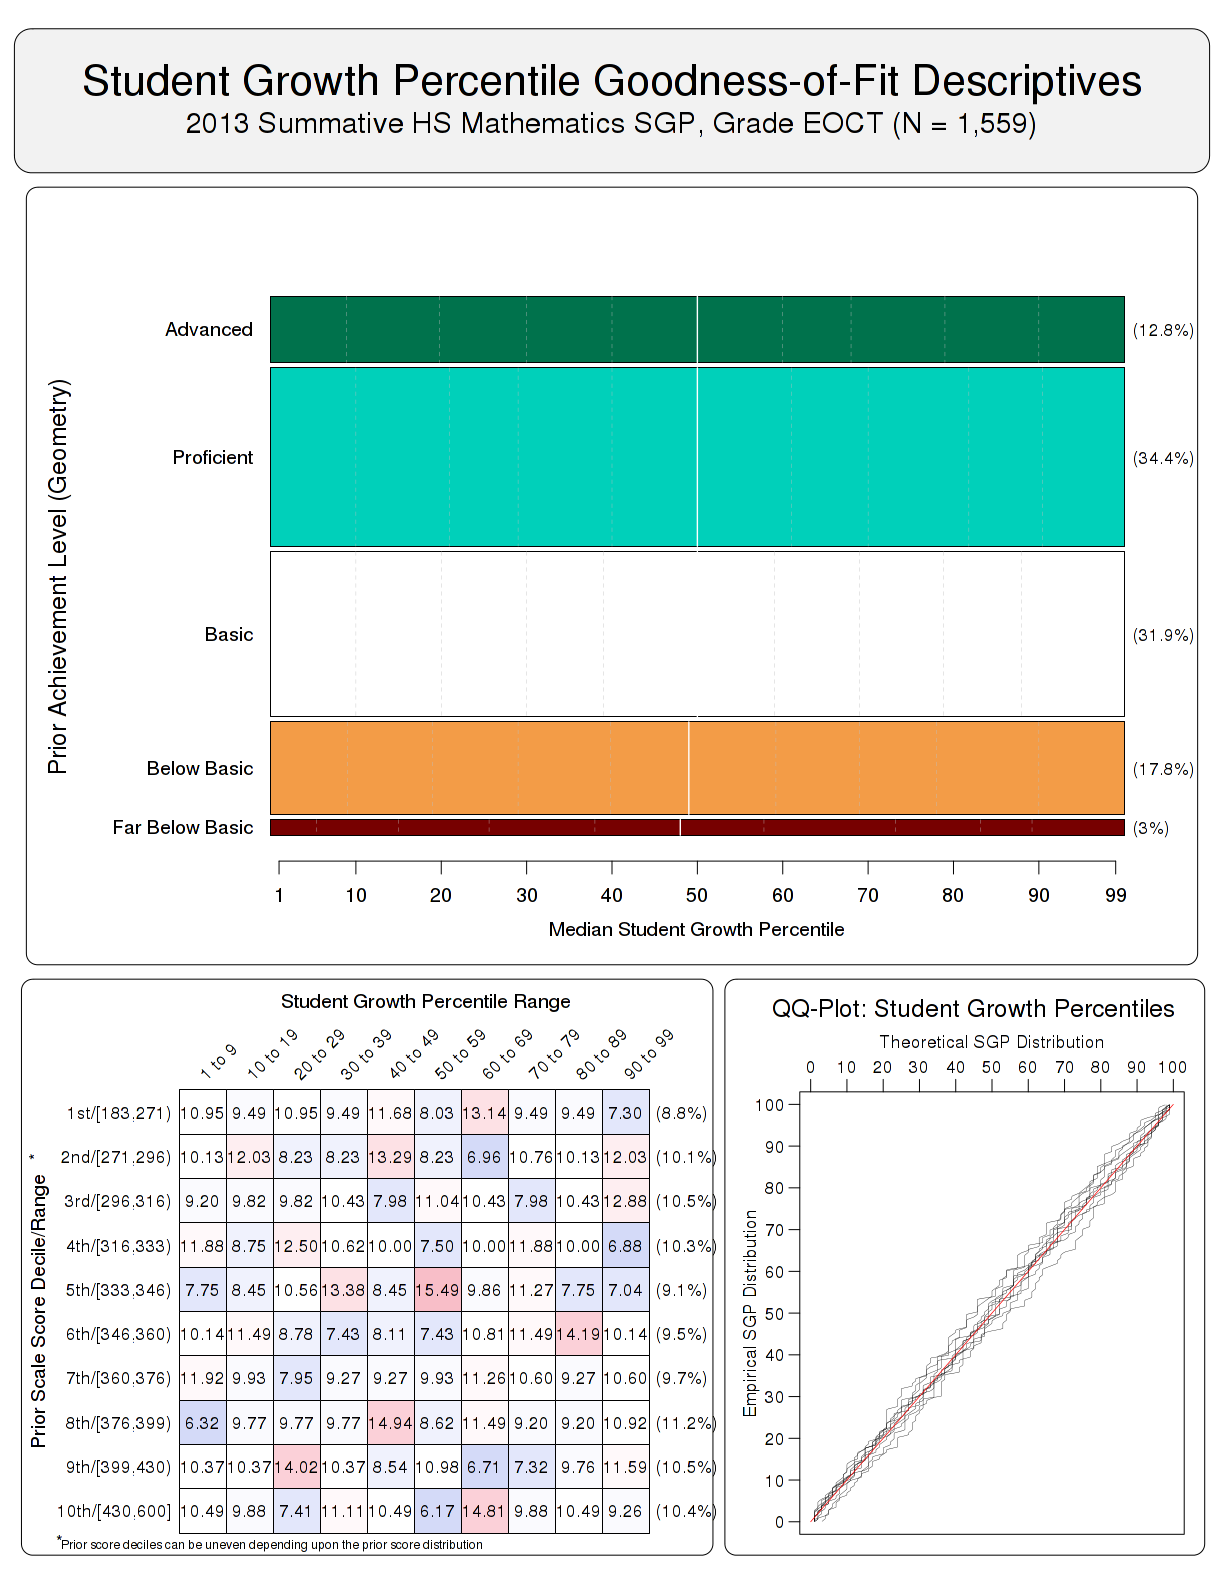 Student Growth Percentile Goodness-of-Fit Descriptives
2013 Summative HS Mathematics SGP, Grade EOCT (N = 1,559)
Prior Achievement Level (Geometry)
Advanced (12.8%)
Proficient (34.4%)
Basic (31.9%)
Below Basic (17.8%)
Far Below Basic (3%)
1 10 20 30 40 50 60 70 80 90 99
Median Student Growth Percentile
Student Growth Percentile Range
1 to 9 10 to 19 20 to 29 30 to 39 40 to 49 50 to 59 60 to 69 70 to 79 80 to 89 90 to 99
Prior Scale Score Decile/Range *
1st/[183,271) 10.95 9.49 10.95 9.49 11.68 8.03 13.14 9.49 9.49 7.30 (8.8%)
2nd/[271,296) 10.13 12.03 8.23 8.23 13.29 8.23 6.96 10.76 10.13 12.03 (10.1%)
3rd/[296,316) 9.20 9.82 9.82 10.43 7.98 11.04 10.43 7.98 10.43 12.88 (10.5%)
4th/[316,333) 11.88 8.75 12.50 10.62 10.00 7.50 10.00 11.88 10.00 6.88 (10.3%)
5th/[333,346) 7.75 8.45 10.56 13.38 8.45 15.49 9.86 11.27 7.75 7.04 (9.1%)
6th/[346,360) 10.14 11.49 8.78 7.43 8.11 7.43 10.81 11.49 14.19 10.14 (9.5%)
7th/[360,376) 11.92 9.93 7.95 9.27 9.27 9.93 11.26 10.60 9.27 10.60 (9.7%)
8th/[376,399) 6.32 9.77 9.77 9.77 14.94 8.62 11.49 9.20 9.20 10.92 (11.2%)
9th/[399,430) 10.37 10.37 14.02 10.37 8.54 10.98 6.71 7.32 9.76 11.59 (10.5%)
10th/[430,600] 10.49 9.88 7.41 11.11 10.49 6.17 14.81 9.88 10.49 9.26 (10.4%)
*Prior score deciles can be uneven depending upon the prior score distribution
QQ-Plot: Student Growth Percentiles
Theoretical SGP Distribution
0 10 20 30 40 50 60 70 80 90 100
Empirical SGP Distribution
100
90
80
70
60
50
40
30
20
10
0